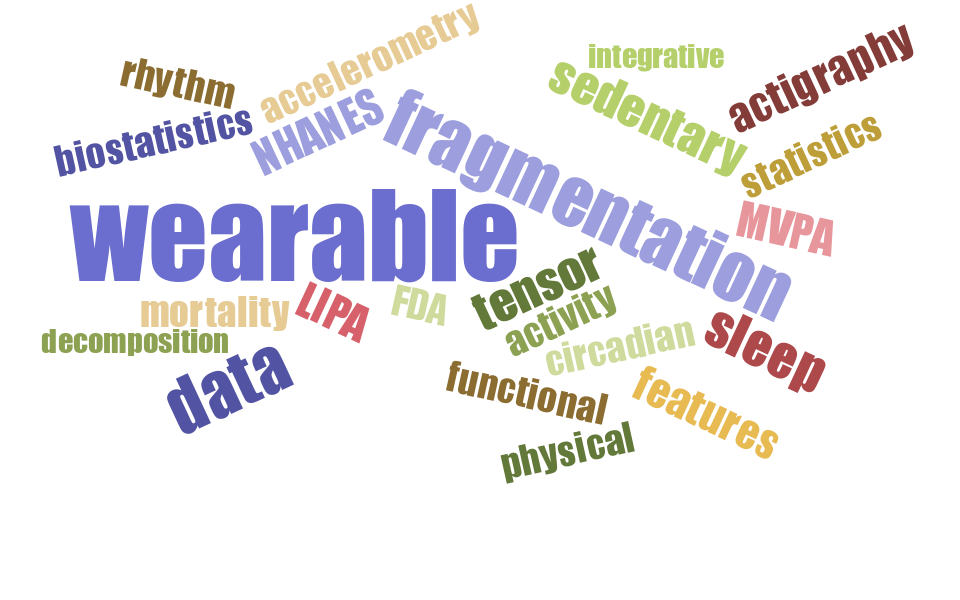 accelerometry
integrative
actigraphy
rhythm
sedentary
NHANES
biostatistics
fragmentation
statistics
wearable
MVPA
tensor
mortality
LIPA
FDA
activity
decomposition
circadian
sleep
data
functional
features
physical